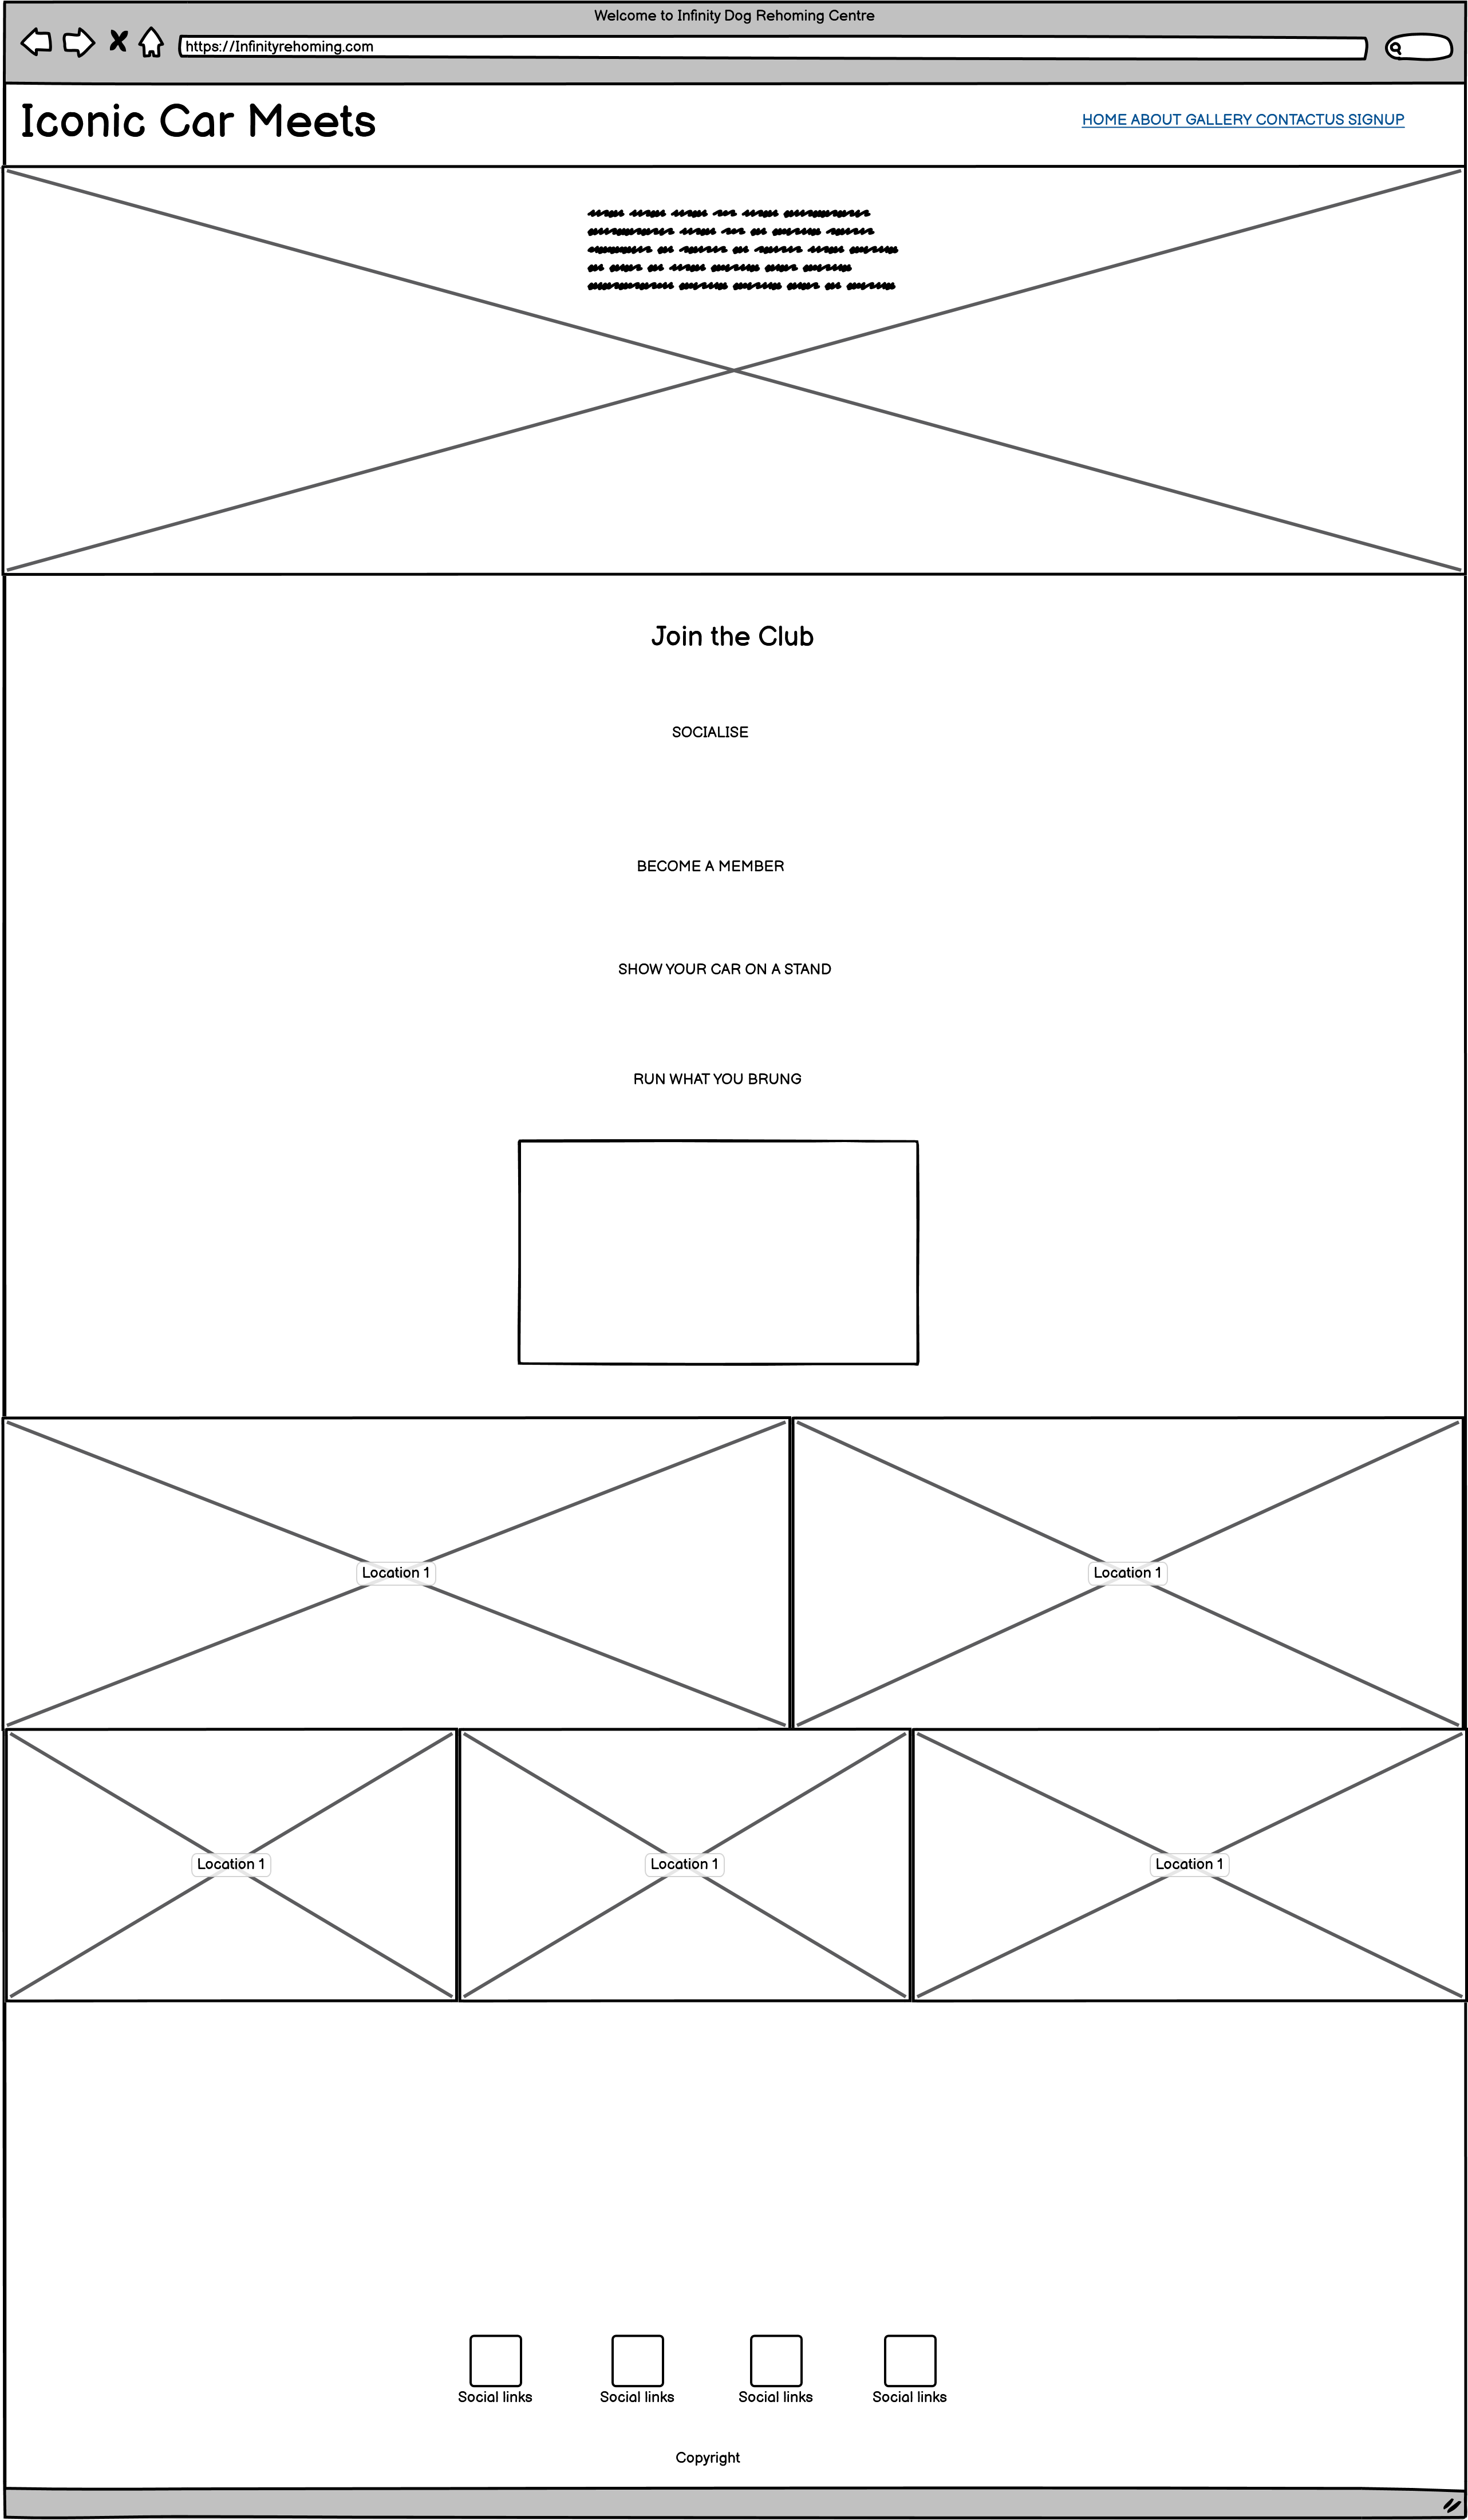 Welcome to Infinity Dog Rehoming Centre
https://Infinityrehoming.com
Iconic Car Meets
HOME ABOUT GALLERY CONTACTUS SIGNUP
Join the Club
SOCIALISE
BECOME A MEMBER
SHOW YOUR CAR ON A STAND
RUN WHAT YOU BRUNG
Location 1
Location 1
Location 1
Location 1
Location 1
Social links
Social links
Social links
Social links
Copyright